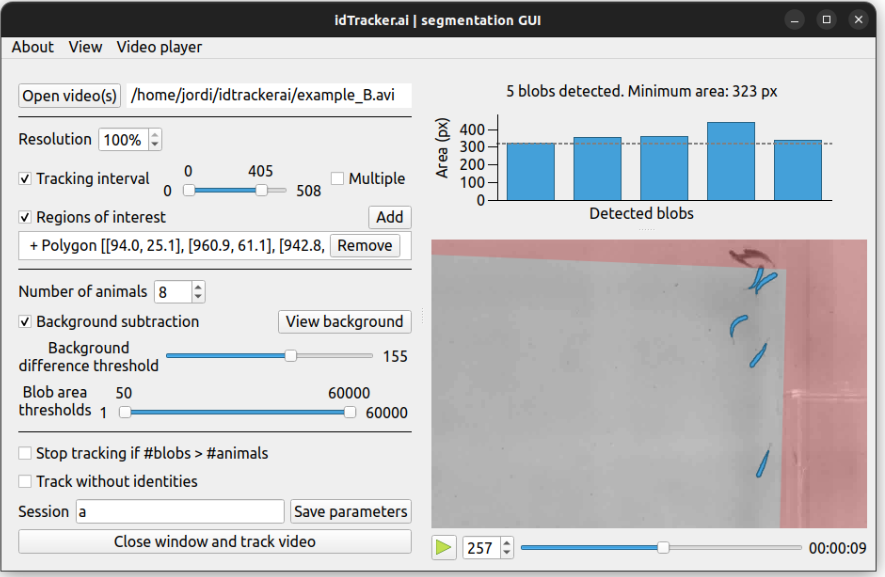 idTracker.ai | segmentation GUI
About View Video player
Open video(s) /home/jordi/idtrackerai/example_B.avi
Resolution 100%
Tracking interval 0 0 405 508 Multiple
Regions of interest Add
+ Polygon [[94.0, 25.1], [960.9, 61.1], [942.8, Remove
Number of animals 8
Background subtraction View background
Background
difference threshold 155
Blob area 50 60000
thresholds 1 60000
Stop tracking if #blobs > #animals
Track without identities
Session a Save parameters
Close window and track video
5 blobs detected. Minimum area: 323 px
Area (px)
400
300
200
100
0
Detected blobs
257 00:00:09